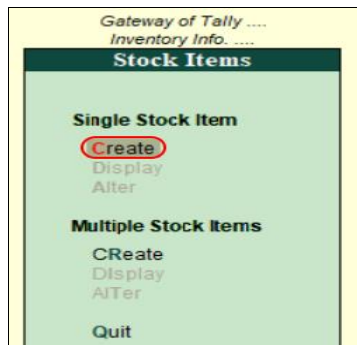 Gateway of Tally ....
Inventory Info. ....
Stock Items
Single Stock Item
Create
Display
Alter
Multiple Stock Items
CReate
DIsplay
AlTer
Quit